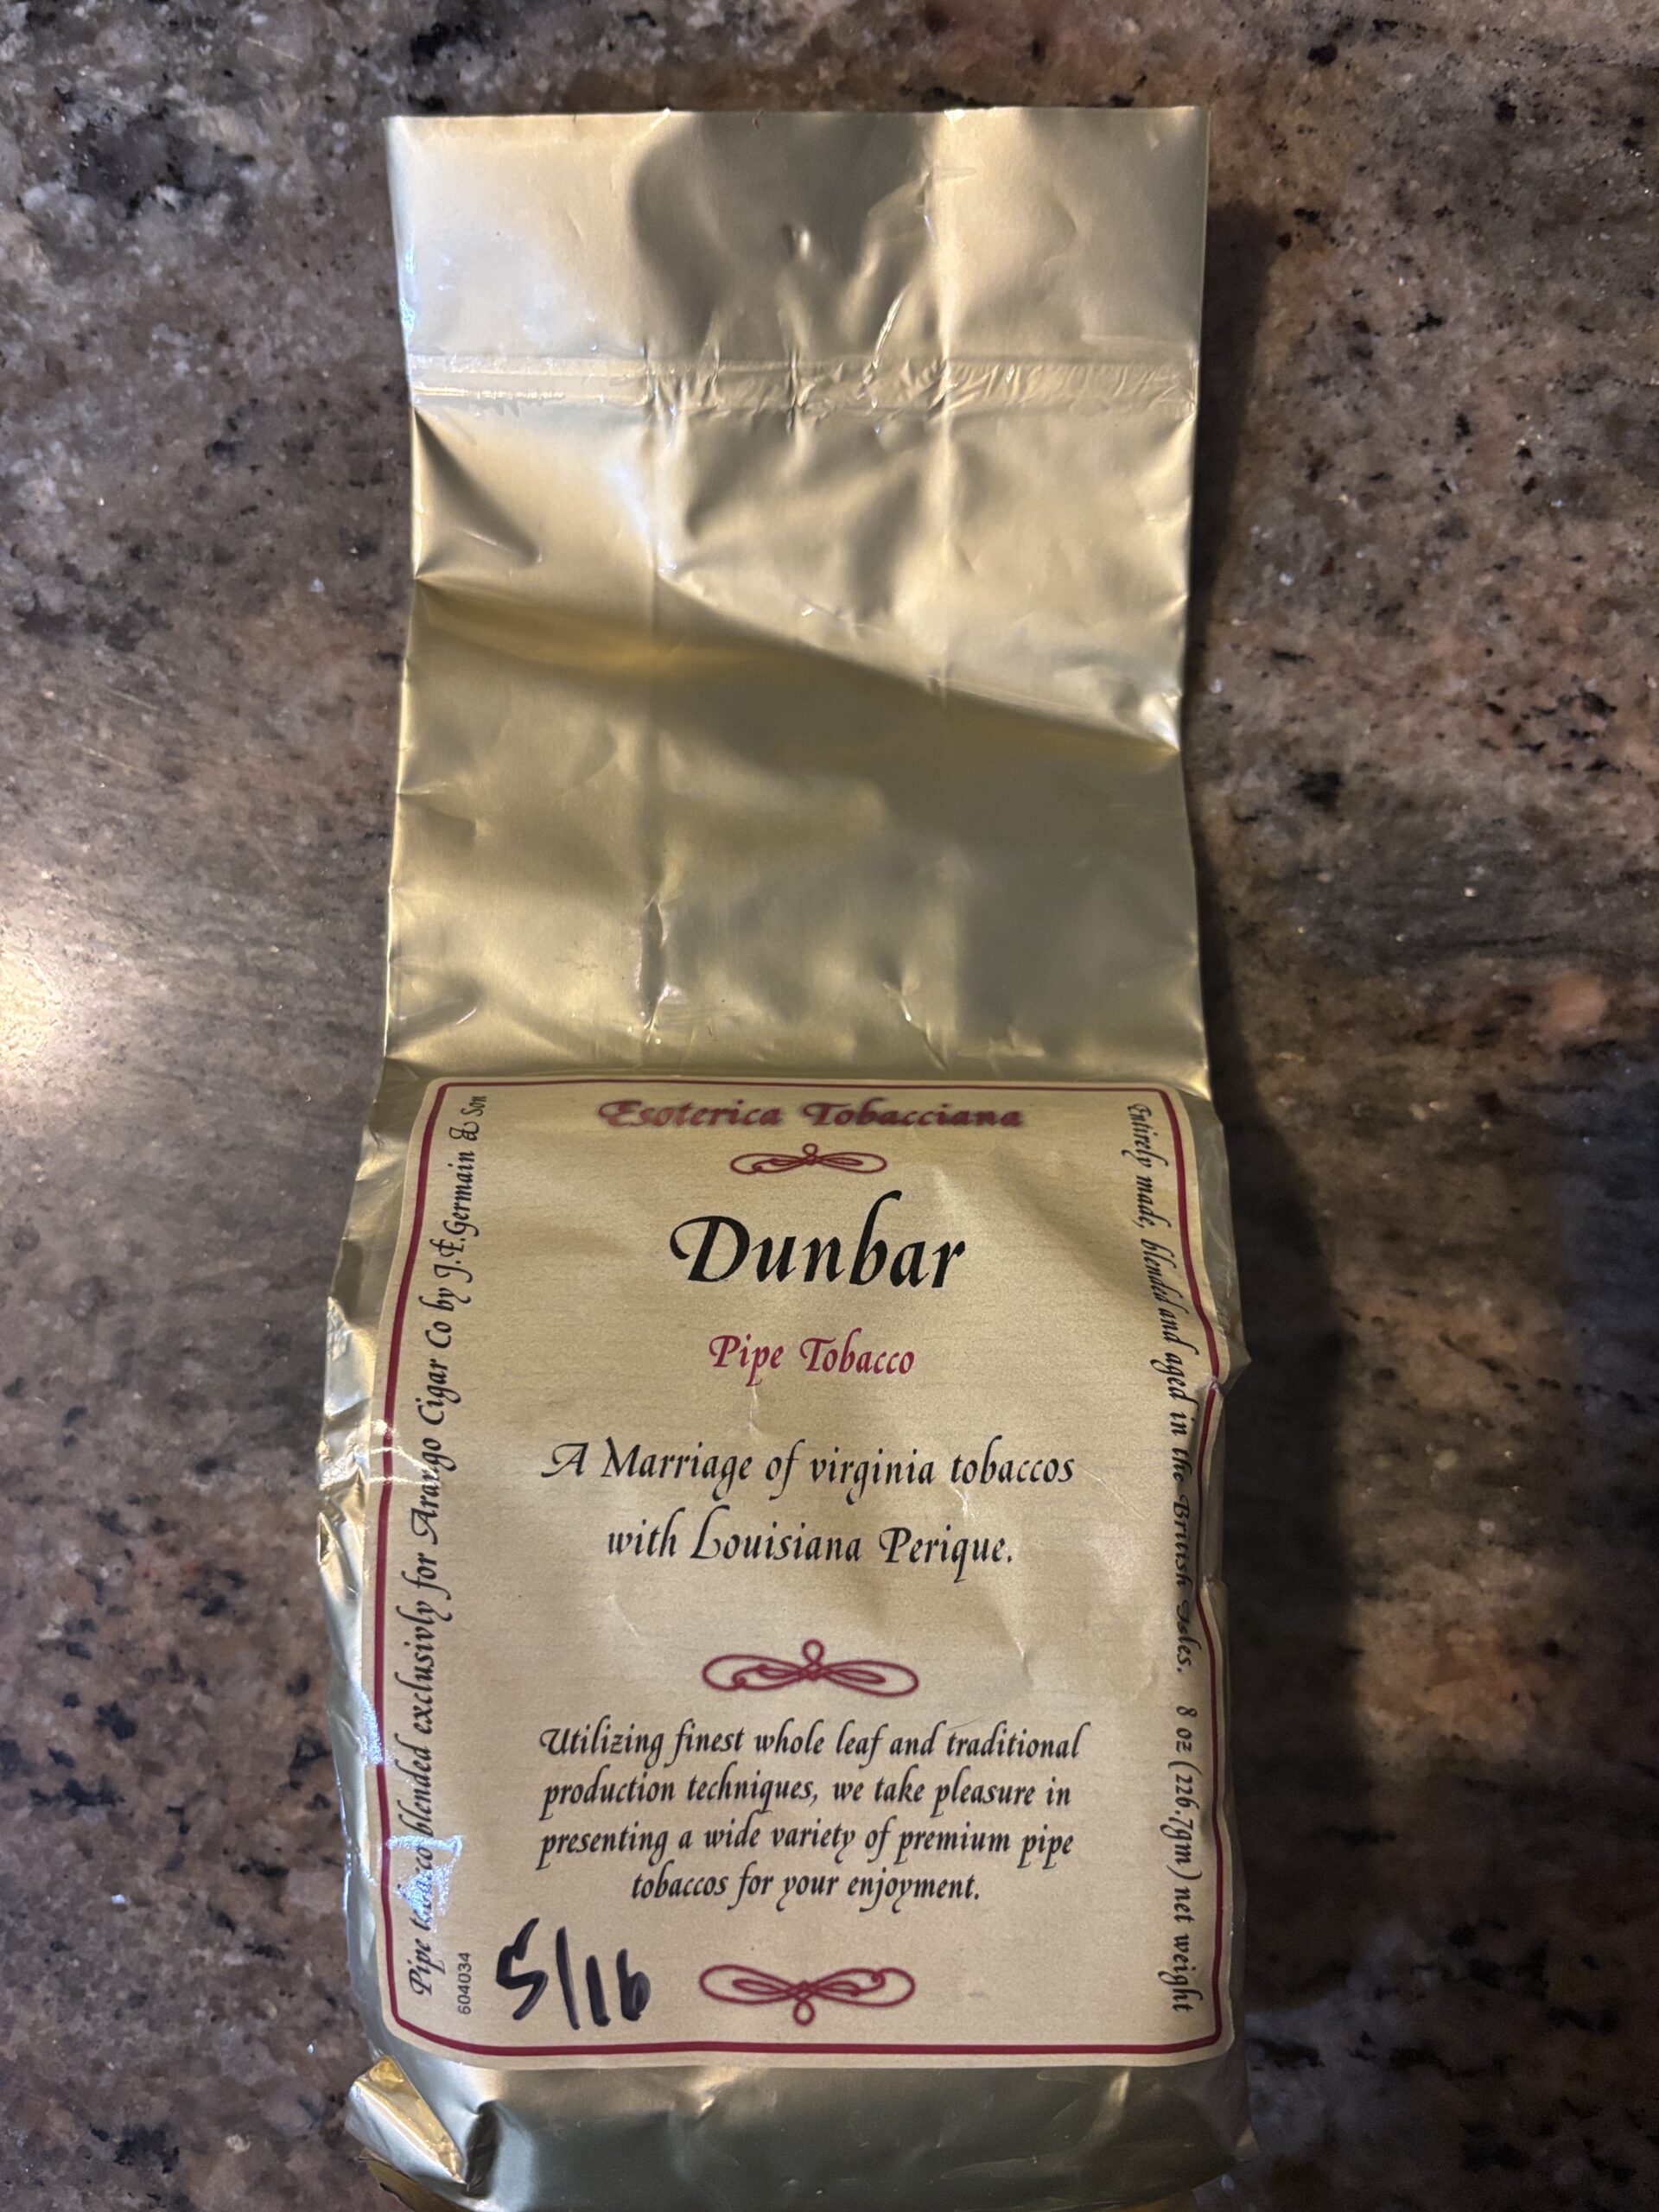 Esoterica Tobacciana
Dunbar
Pipe Tobacco
A Marriage of virginia tobaccos
with Louisiana Perique.
Utilizing finest whole leaf and traditional
production techniques, we take pleasure in
presenting a wide variety of premium pipe
tobaccos for your enjoyment.
5/16
Pipe tobacco blended exclusivly for Arango Cigar Co by J.F.Germain & Son
604034
Entirely made, blended and aged in the British Isles. 8 oz (226.7gm) net weight